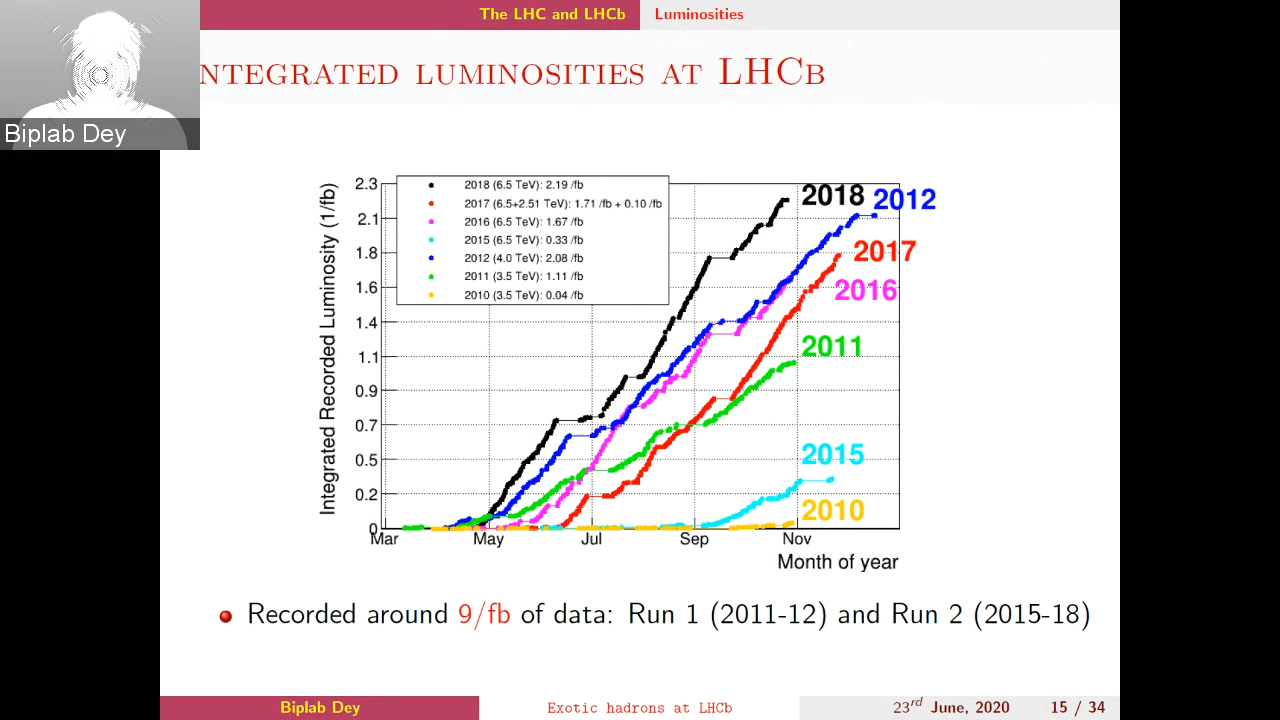 The LHC and LHCb Luminosities
NTEGRATED LUMINOSITIES AT LHCB
Biplab Dey
Integrated Recorded Luminosity (1/fb)
2.3
2.1
1.8
1.6
1.4
1.1
0.9
0.7
0.5
0.2
0
2018 (6.5 TeV): 2.19 /fb
2017 (6.5+2.51 TeV): 1.71 /fb + 0.10 /fb
2016 (6.5 TeV): 1.67 /fb
2015 (6.5 TeV): 0.33 /fb
2012 (4.0 TeV): 2.08 /fb
2011 (3.5 TeV): 1.11 /fb
2010 (3.5 TeV): 0.04 /fb
2018
2012
2017
2016
2011
2015
2010
Mar May Jul Sep Nov
Month of year
Recorded around 9/fb of data: Run 1 (2011-12) and Run 2 (2015-18)
Biplab Dey Exotic hadrons at LHCb 23rd June, 2020 15 / 34